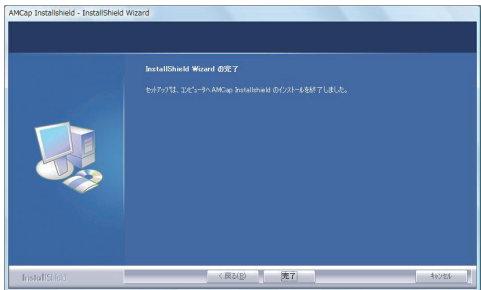 AMCap Installshield - InstallShield Wizard
InstallShield Wizard の完了
セットアップは、コンピュータへ AMCap Installshield のインストールを終了しました。
InstallShield
< 戻る(B)
完了
キャンセル